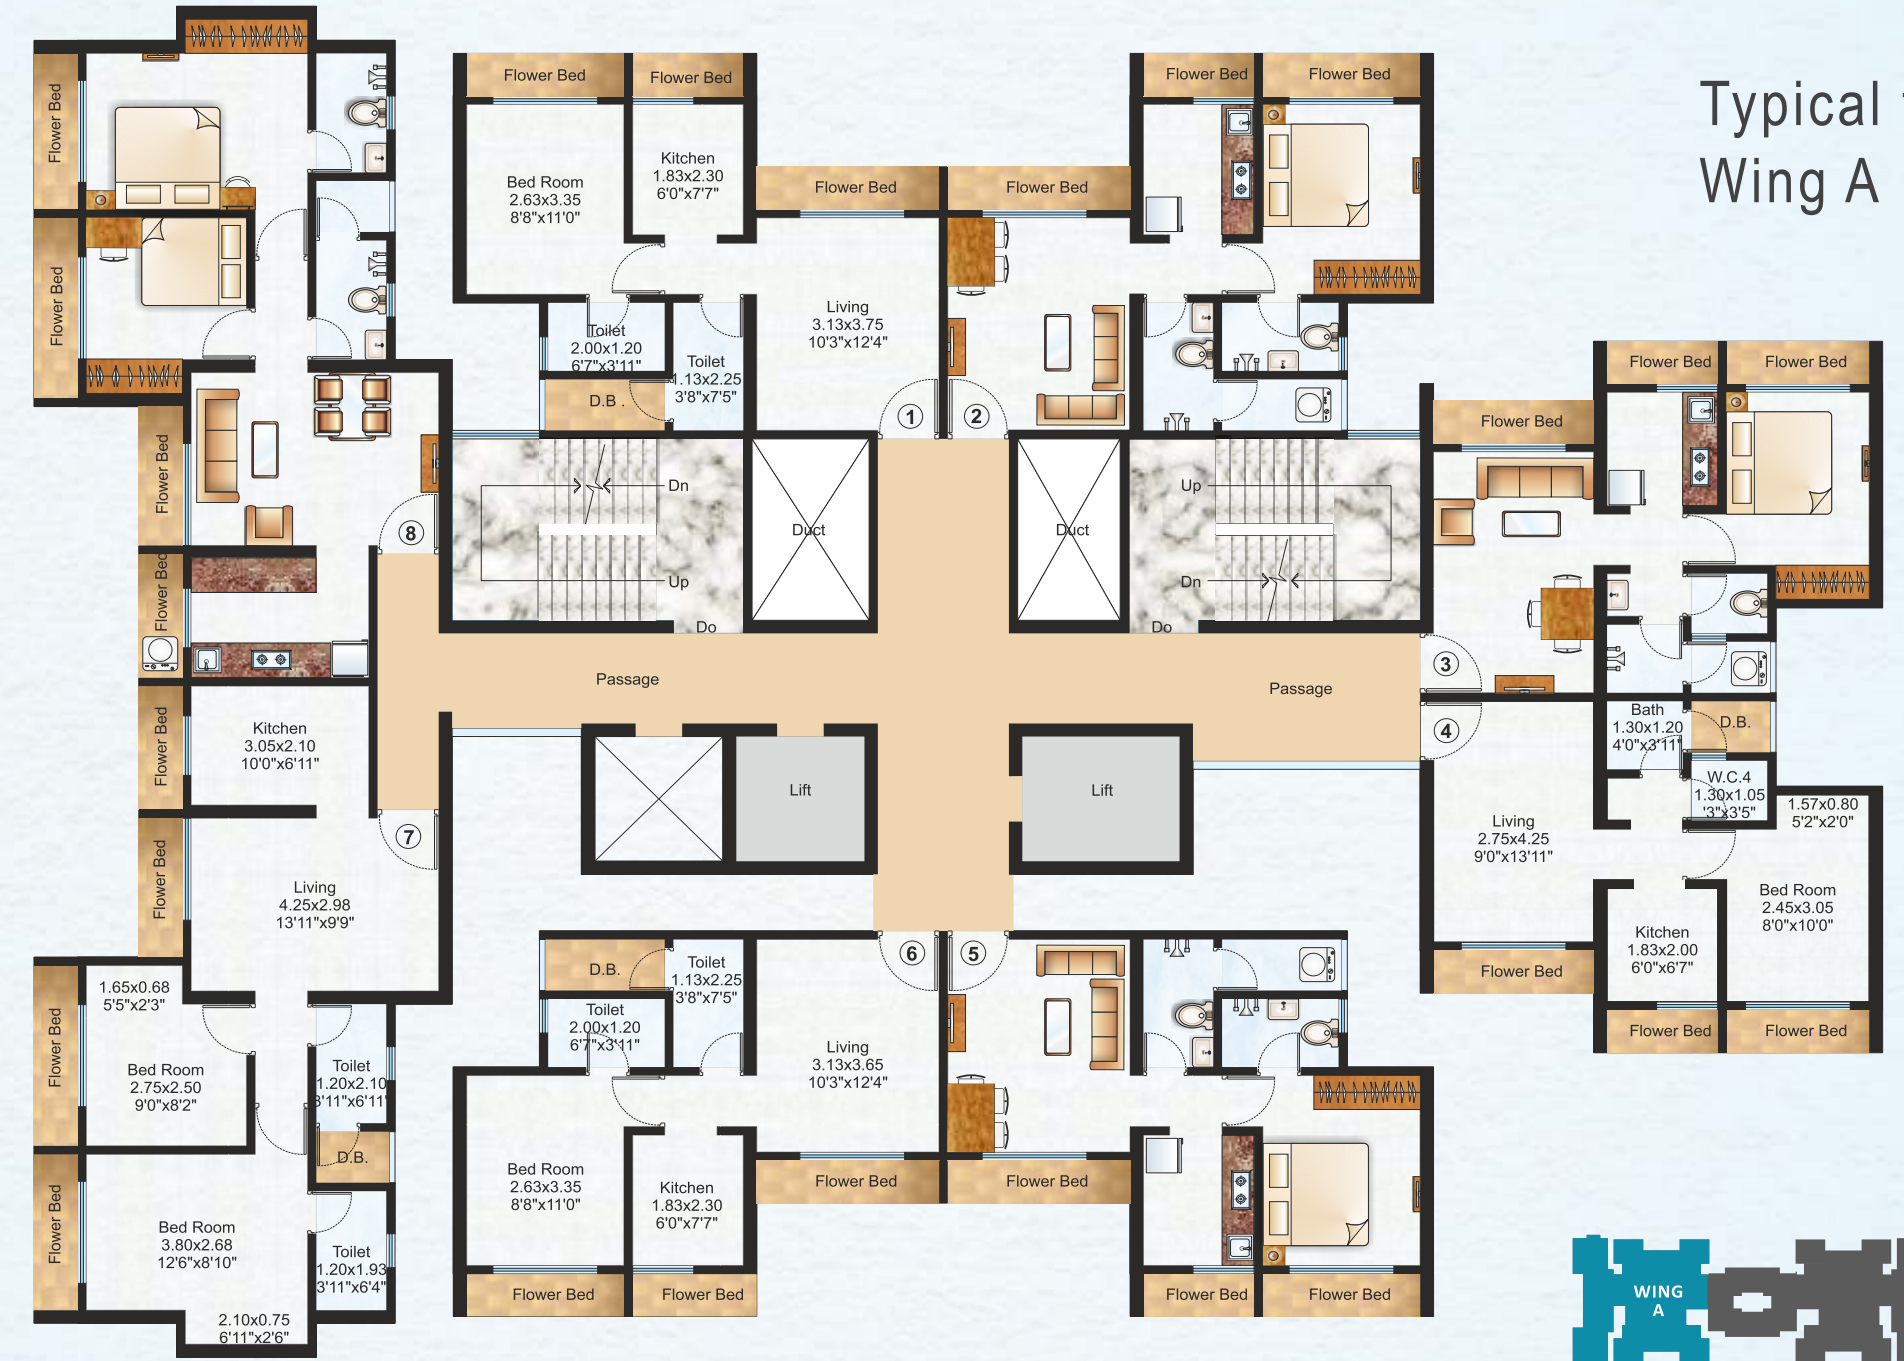 Typical
Wing A
Flower Bed
Flower Bed
Flower Bed
Flower Bed
Flower Bed
Flower Bed
Flower Bed
Flower Bed
Bed Room
2.63x3.35
8'8"x11'0"
Kitchen
1.83x2.30
6'0"x7'7"
Living
3.13x3.75
10'3"x12'4"
Toilet
2.00x1.20
6'7"x3'11"
Toilet
1.13x2.25
3'8"x7'5"
D.B .
1
2
Flower Bed
Flower Bed
Flower Bed
Flower Bed
Flower Bed
8
Dn
Up
Do
Duct
Duct
Up
Dn
Do
Passage
Passage
3
4
Kitchen
3.05x2.10
10'0"x6'11"
Flower Bed
7
Lift
Lift
Bath
1.30x1.20
4'0"x3'11"
D.B.
W.C.4
1.30x1.05
'3"x3'5"
1.57x0.80
5'2"x2'0"
Living
2.75x4.25
9'0"x13'11"
Bed Room
2.45x3.05
8'0"x10'0"
Kitchen
1.83x2.00
6'0"x6'7"
Flower Bed
Flower Bed
Flower Bed
Flower Bed
Living
4.25x2.98
13'11"x9'9"
6
5
D.B.
Toilet
1.13x2.25
3'8"x7'5"
Toilet
2.00x1.20
6'7"x3'11"
Living
3.13x3.65
10'3"x12'4"
1.65x0.68
5'5"x2'3"
Flower Bed
Bed Room
2.75x2.50
9'0"x8'2"
Toilet
1.20x2.10
3'11"x6'11"
D.B.
Flower Bed
Bed Room
3.80x2.68
12'6"x8'10"
Toilet
1.20x1.93
3'11"x6'4"
2.10x0.75
6'11"x2'6"
Bed Room
2.63x3.35
8'8"x11'0"
Kitchen
1.83x2.30
6'0"x7'7"
Flower Bed
Flower Bed
Flower Bed
Flower Bed
Flower Bed
Flower Bed
WING
A